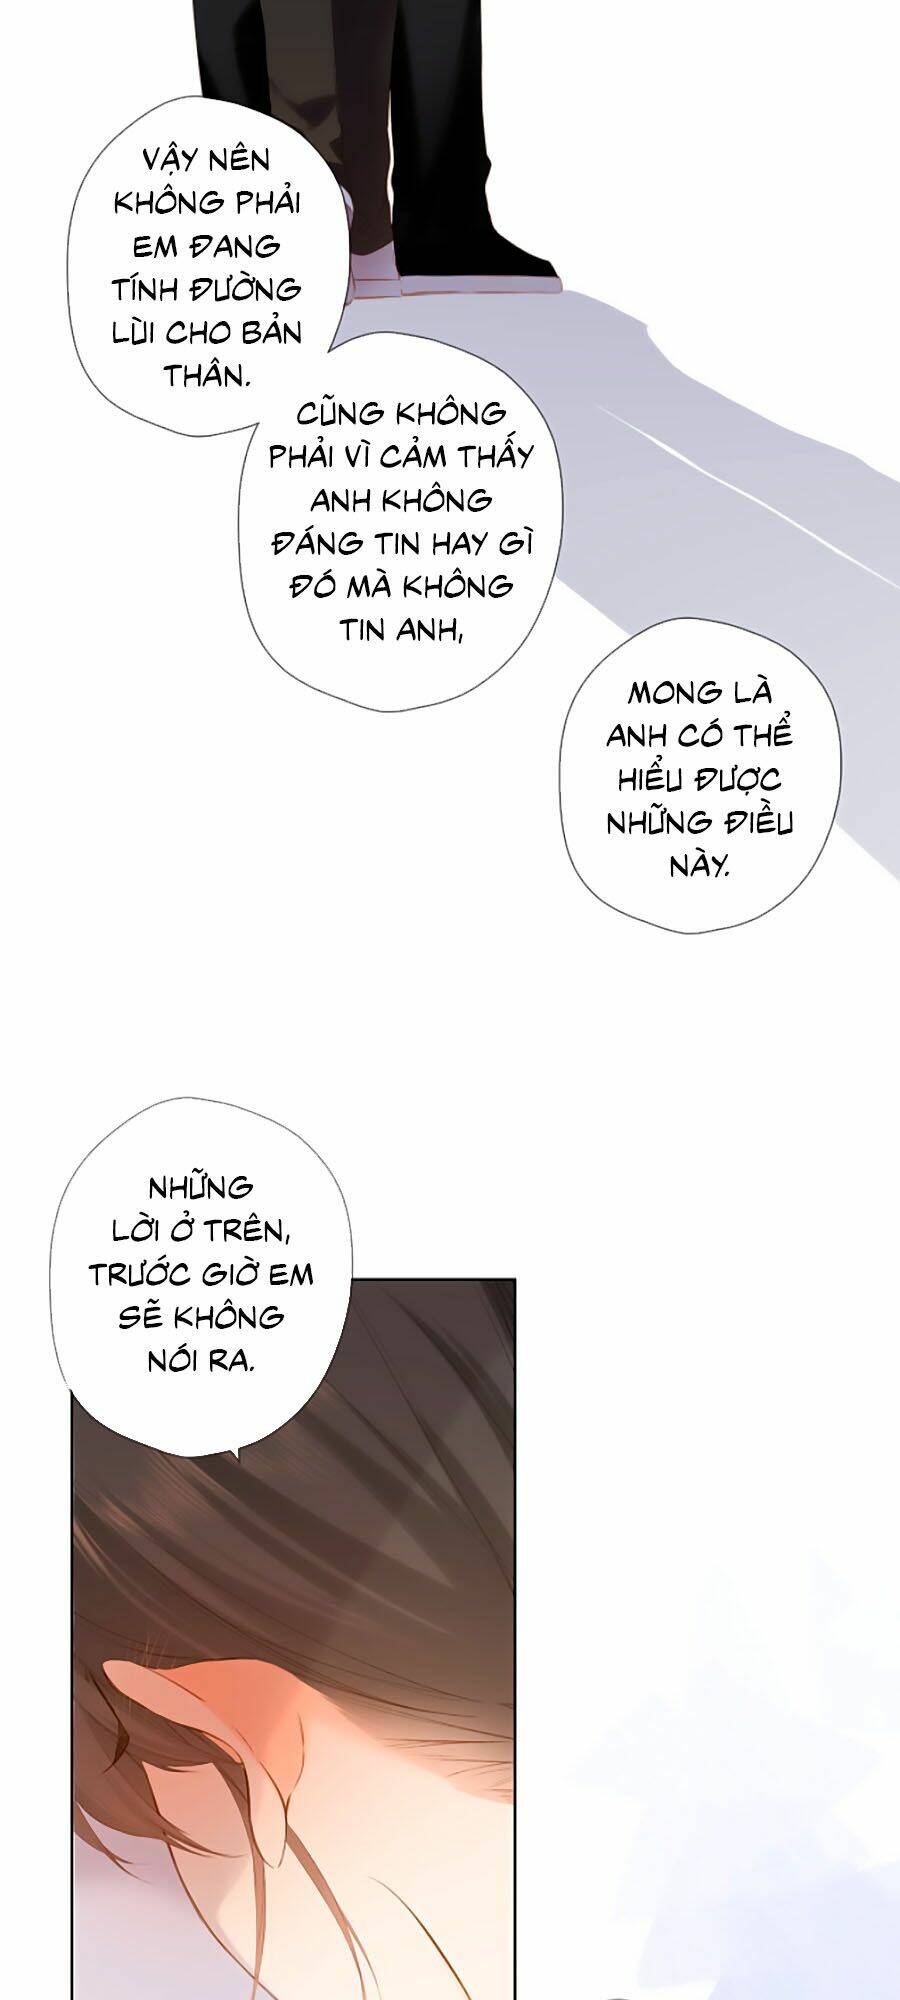 VẬY NÊN
KHÔNG PHẢI
EM ĐANG
TÍNH ĐƯỜNG
LÙI CHO BẢN
THÂN.
CŨNG KHÔNG
PHẢI VÌ CẢM THẤY
ANH KHÔNG
ĐÁNG TIN HAY GÌ
ĐÓ MÀ KHÔNG
TIN ANH,
MONG LÀ
ANH CÓ THỂ
HIỂU ĐƯỢC
NHỮNG ĐIỀU
NÀY.
NHỮNG
LỜI Ở TRÊN,
TRƯỚC GIỜ EM
SẼ KHÔNG
NÓI RA.